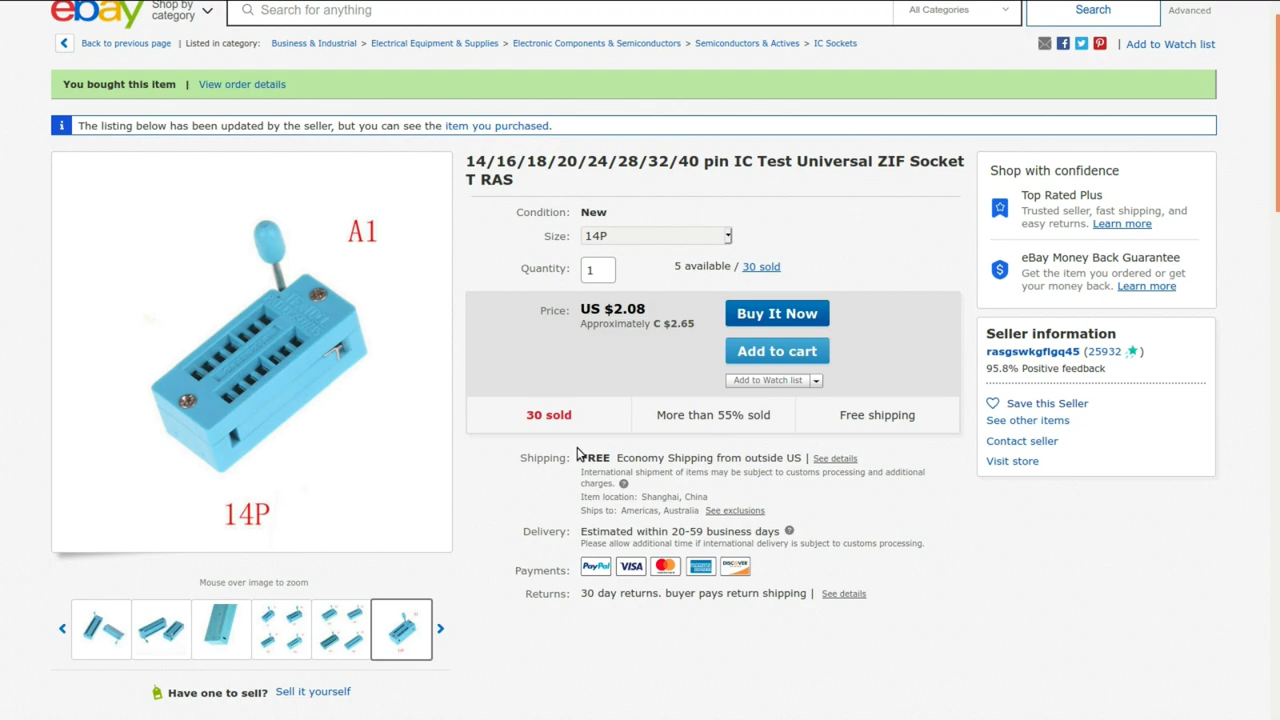 ebay
Shop by
category
Search for anything
All Categories
Search
Advanced
Back to previous page | Listed in category: Business & Industrial > Electrical Equipment & Supplies > Electronic Components & Semiconductors > Semiconductors & Actives > IC Sockets
| Add to Watch list
You bought this item | View order details
i The listing below has been updated by the seller, but you can see the item you purchased.
A1
14P
Mouse over image to zoom
Have one to sell? Sell it yourself
14/16/18/20/24/28/32/40 pin IC Test Universal ZIF Socket
T RAS
Condition: New
Size: 14P
Quantity: 1 5 available / 30 sold
Price: US $2.08
Approximately C $2.65
Buy It Now
Add to cart
Add to Watch list
30 sold
More than 55% sold
Free shipping
Shipping: FREE Economy Shipping from outside US | See details
International shipment of items may be subject to customs processing and additional
charges. ?
Item location: Shanghai, China
Ships to: Americas, Australia See exclusions
Delivery: Estimated within 20-59 business days ?
Please allow additional time if international delivery is subject to customs processing.
Payments: PayPal VISA
Returns: 30 day returns. buyer pays return shipping | See details
Shop with confidence
Top Rated Plus
Trusted seller, fast shipping, and
easy returns. Learn more
eBay Money Back Guarantee
Get the item you ordered or get
your money back. Learn more
Seller information
rasgswkgflgq45 (25932 )
95.8% Positive feedback
Save this Seller
See other items
Contact seller
Visit store